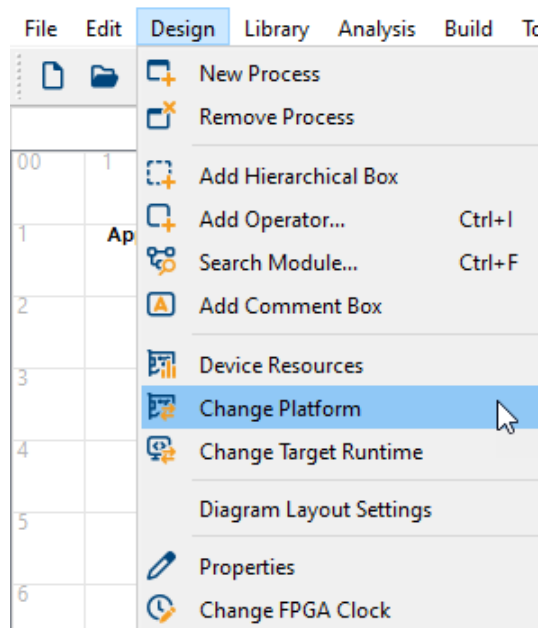 File Edit Design Library Analysis Build To
New Process
Remove Process
00 1
Add Hierarchical Box
1 Ap Add Operator... Ctrl+I
Search Module... Ctrl+F
2 A Add Comment Box
3 Device Resources
Change Platform
4 Change Target Runtime
5 Diagram Layout Settings
Properties
6 Change FPGA Clock